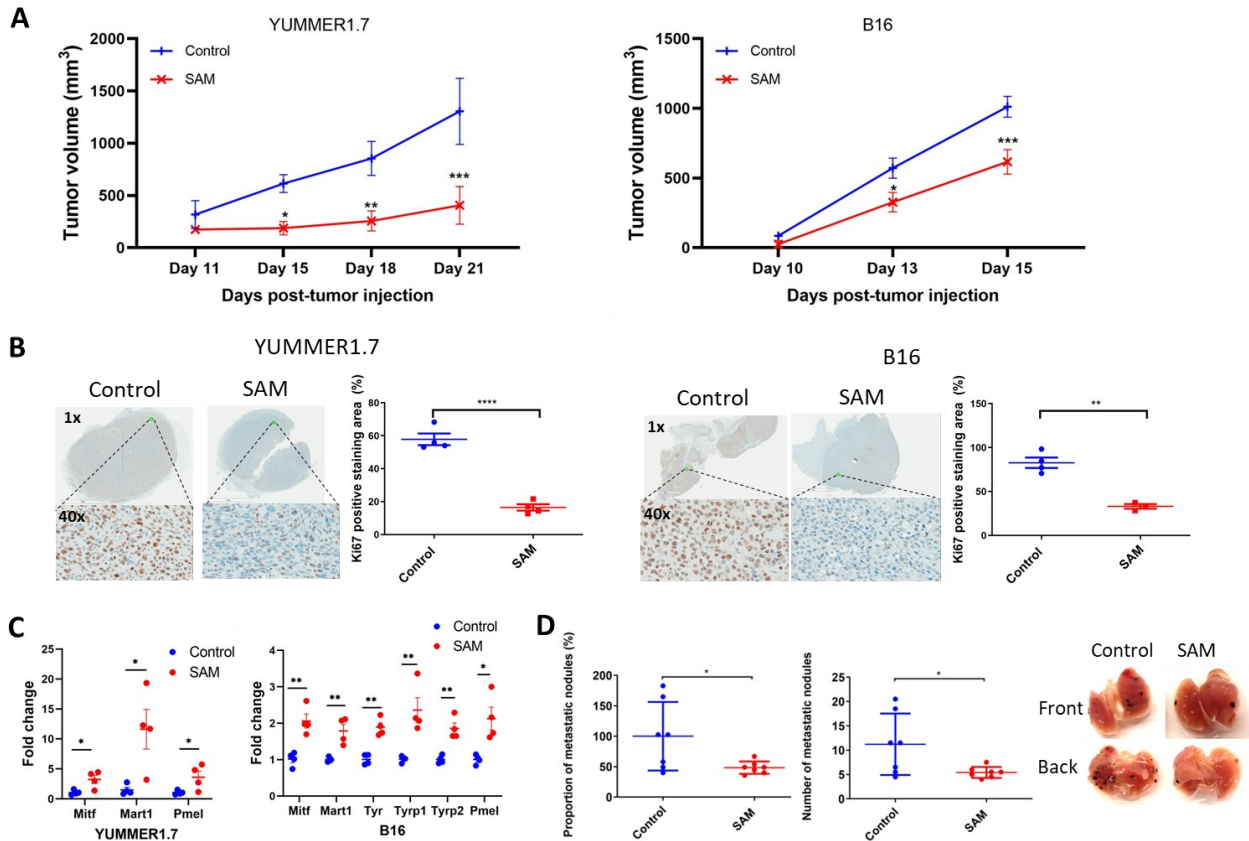 A
YUMMER1.7
Tumor volume (mm³)
2000
1500
1000
500
0
Control
SAM
*
**
***
Day 11 Day 15 Day 18 Day 21
Days post-tumor injection
B16
Tumor volume (mm³)
1500
1000
500
0
Control
SAM
*
***
Day 10 Day 13 Day 15
Days post-tumor injection
B
YUMMER1.7
Control SAM
1x
40x
Ki67 positive staining area (%)
80
60
40
20
0
****
Control SAM
B16
Control SAM
1x
40x
Ki67 positive staining area (%)
150
100
50
0
**
Control SAM
C
Fold change
25
20
15
10
5
0
Control
SAM
* * *
Mitf Mart1 Pmel
YUMMER1.7
Fold change
5
4
3
2
1
0
Control
SAM
** ** ** ** ** *
Mitf Mart1 Tyr Tyrp1 Tyrp2 Pmel
B16
D
Proportion of metastatic nodules (%)
200
150
100
50
0
*
Control SAM
Number of metastatic nodules
25
20
15
10
5
0
*
Control SAM
Control SAM
Front
Back